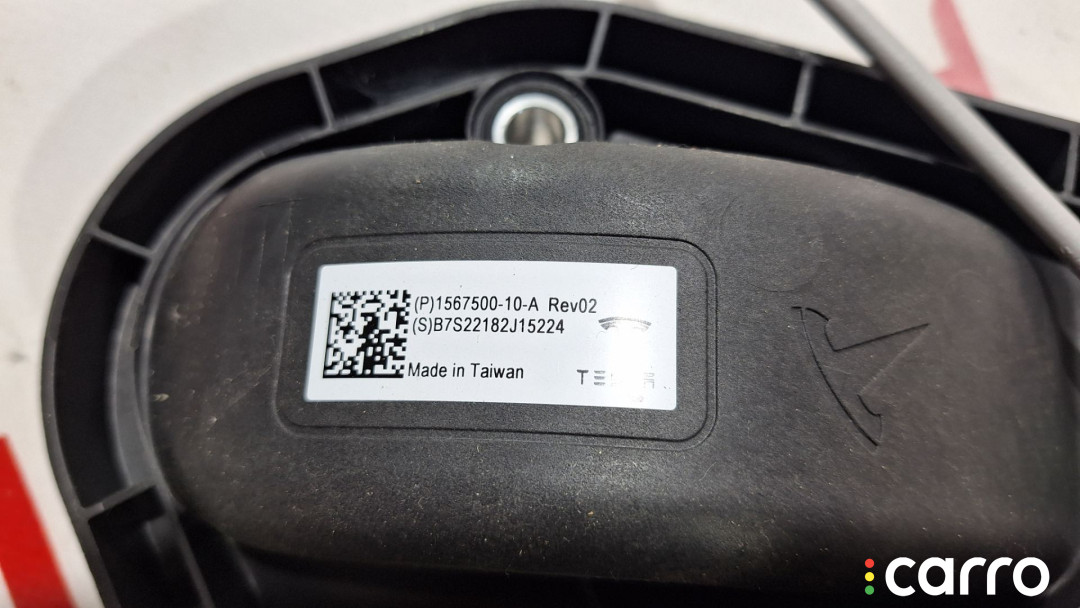 (P)1567500-10-A Rev02
(S)B7S22182J15224
Made in Taiwan
carro